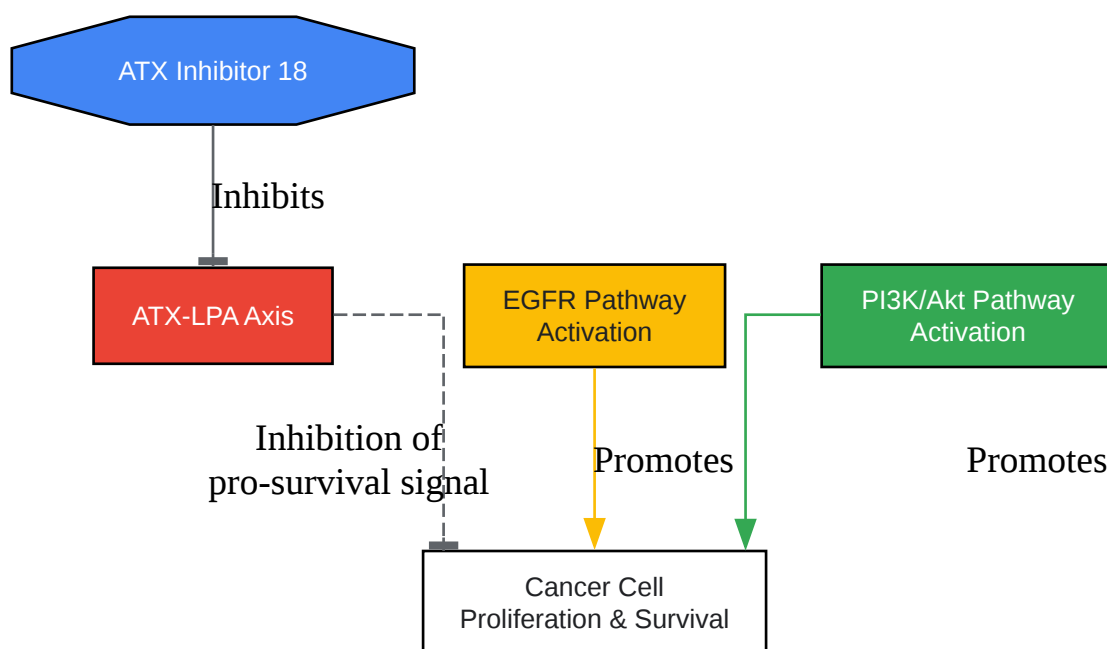 ATX Inhibitor 18
Inhibits
ATX-LPA Axis
EGFR Pathway
Activation
PI3K/Akt Pathway
Activation
Inhibition of
pro-survival signal
Promotes
Promotes
Cancer Cell
Proliferation & Survival